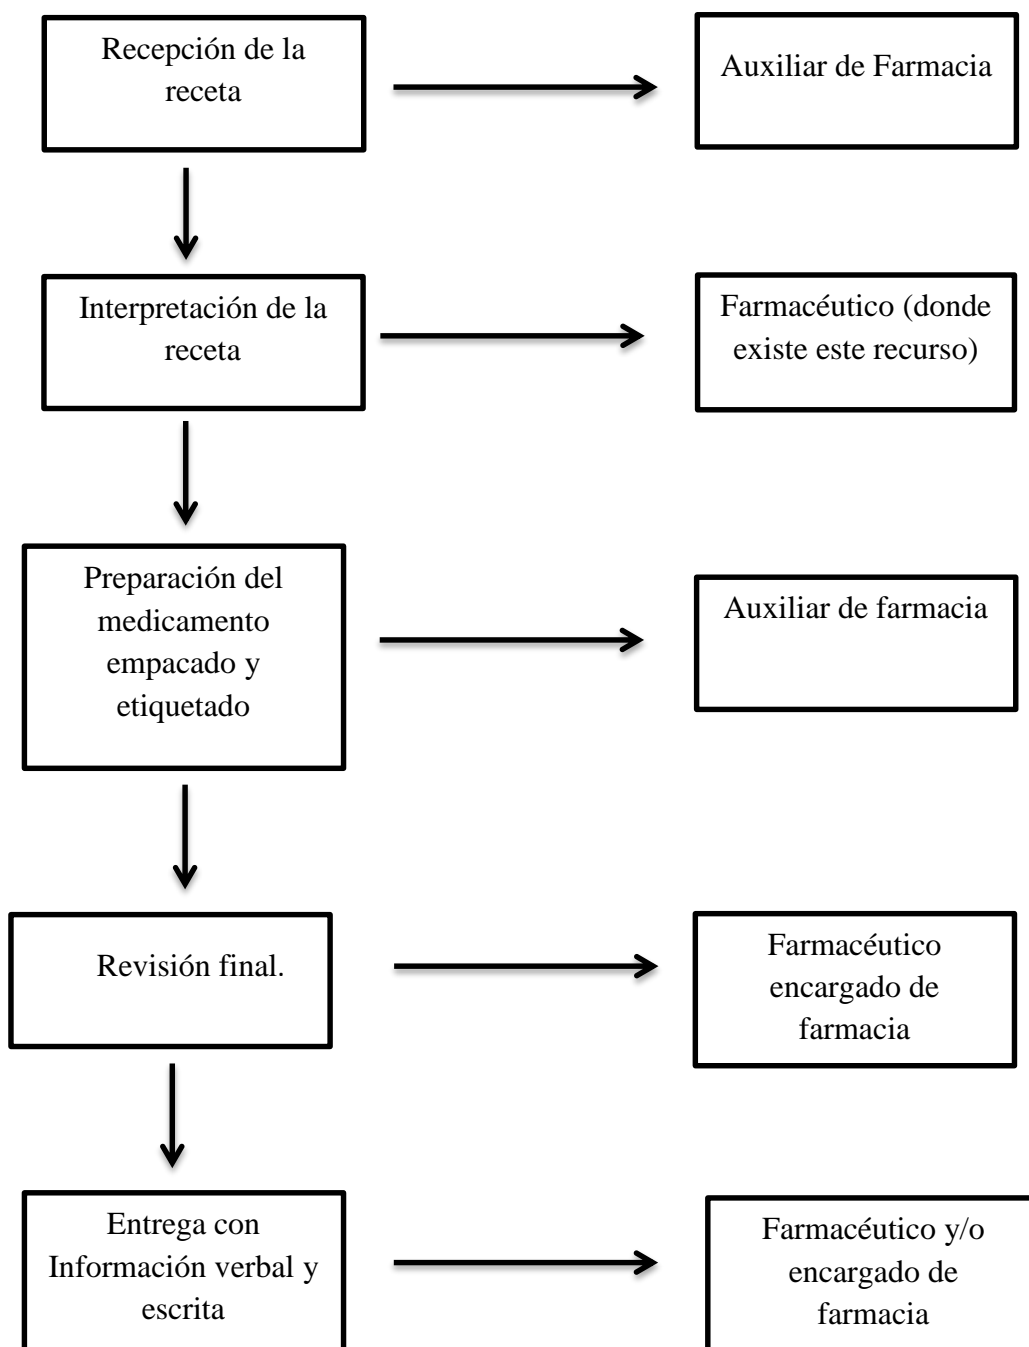 Recepción de la
receta
Auxiliar de Farmacia
Interpretación de la
receta
Farmacéutico (donde
existe este recurso)
Preparación del
medicamento
empacado y
etiquetado
Auxiliar de farmacia
Revisión final.
Farmacéutico
encargado de
farmacia
Entrega con
Información verbal y
escrita
Farmacéutico y/o
encargado de
farmacia